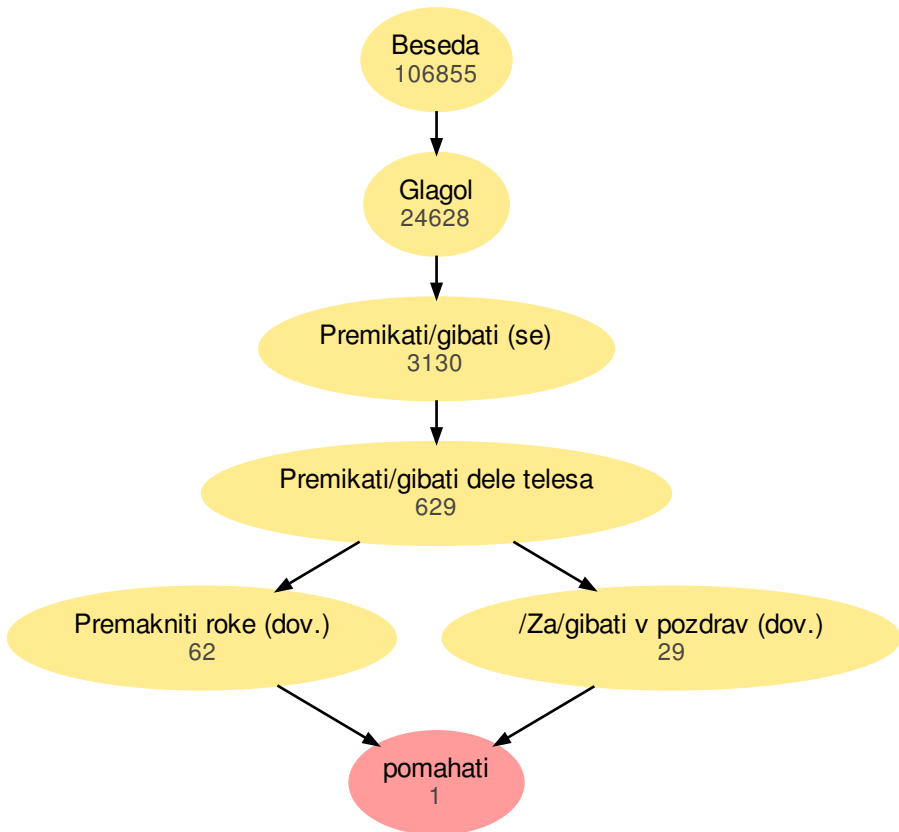 Beseda
106855
Glagol
24628
Premikati/gibati (se)
3130
Premikati/gibati dele telesa
629
Premakniti roke (dov.)
62
/Za/gibati v pozdrav (dov.)
29
pomahati
1